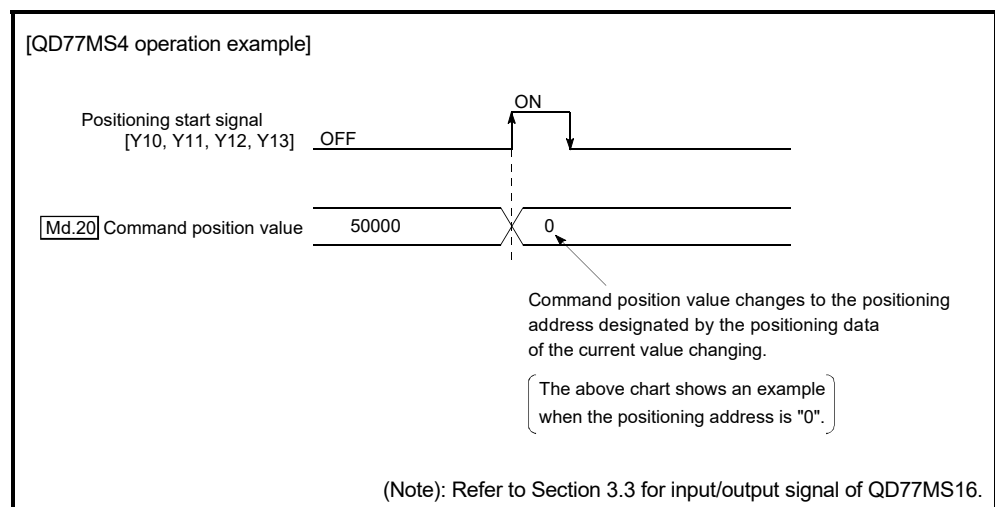 [QD77MS4 operation example]
ON
Positioning start signal
[Y10, Y11, Y12, Y13]
OFF
Md.20 Command position value
50000
0
Command position value changes to the positioning
address designated by the positioning data
of the current value changing.
The above chart shows an example
when the positioning address is "0".
(Note): Refer to Section 3.3 for input/output signal of QD77MS16.